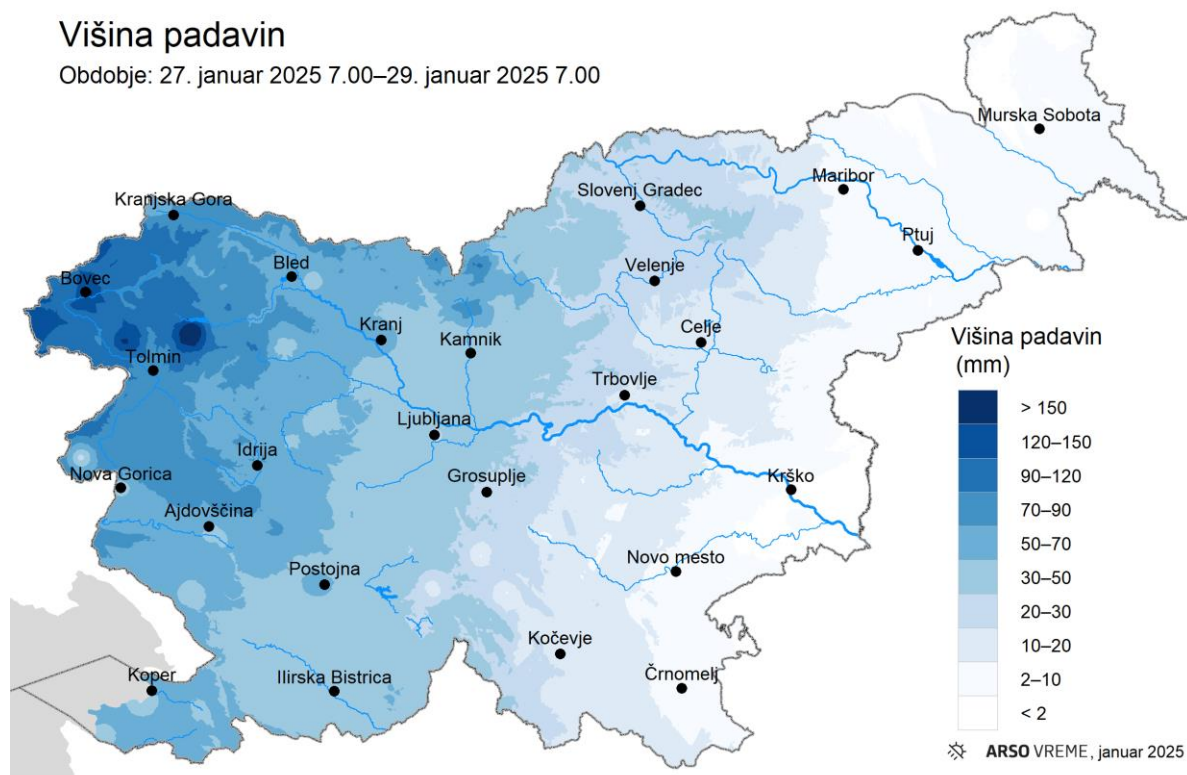 Višina padavin
Obdobje: 27. januar 2025 7.00–29. januar 2025 7.00
Murska Sobota
Maribor
Slovenj Gradec
Kranjska Gora
Ptuj
Bled
Velenje
Bovec
Kranj
Kamnik
Celje
Tolmin
Trbovlje
Ljubljana
Idrija
Nova Gorica
Grosuplje
Krško
Ajdovščina
Postojna
Novo mesto
Kočevje
Koper
Ilirska Bistrica
Črnomelj
Višina padavin
(mm)
> 150
120–150
90–120
70–90
50–70
30–50
20–30
10–20
2–10
< 2
ARSO VREME, januar 2025